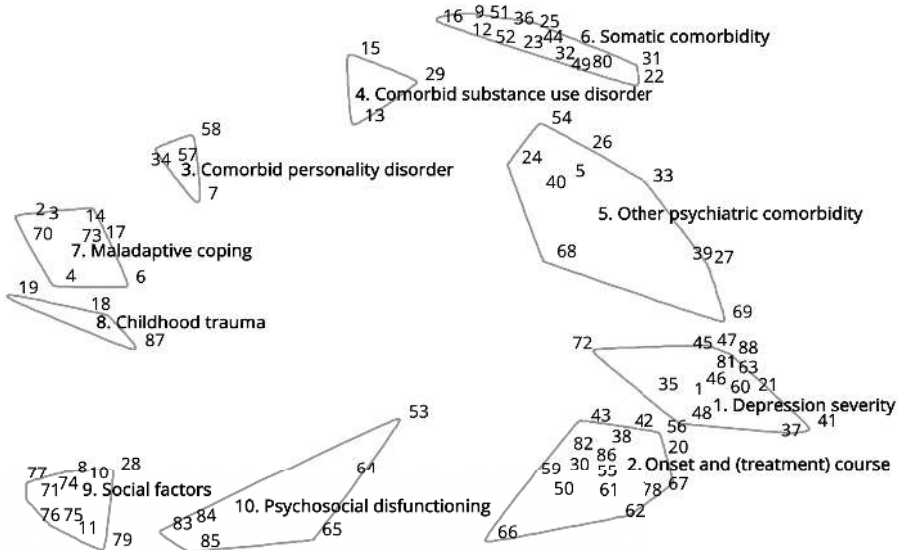 16 9 51 36 25
12 52 23 44 6. Somatic comorbidity
32 49 80 31
22
15
29
4. Comorbid substance use disorder
13
54
58
26
34 57
24
3. Comorbid personality disorder
5
40
33
7
2 3 14
5. Other psychiatric comorbidity
70 73 17
7. Maladaptive coping
68
39 27
4 6
19
18
69
8. Childhood trauma
87
72
45 47 88
81 63
35 1 46 60 21
1. Depression severity
53
43 42 48
56 37 41
38
82 20
86
77 8 10 28
64
59 30 55 2. Onset and (treatment) course
71 74 9. Social factors
50 61 78 67
10. Psychosocial disfunctioning
76 75
83 84
62
11
65
66
79
85